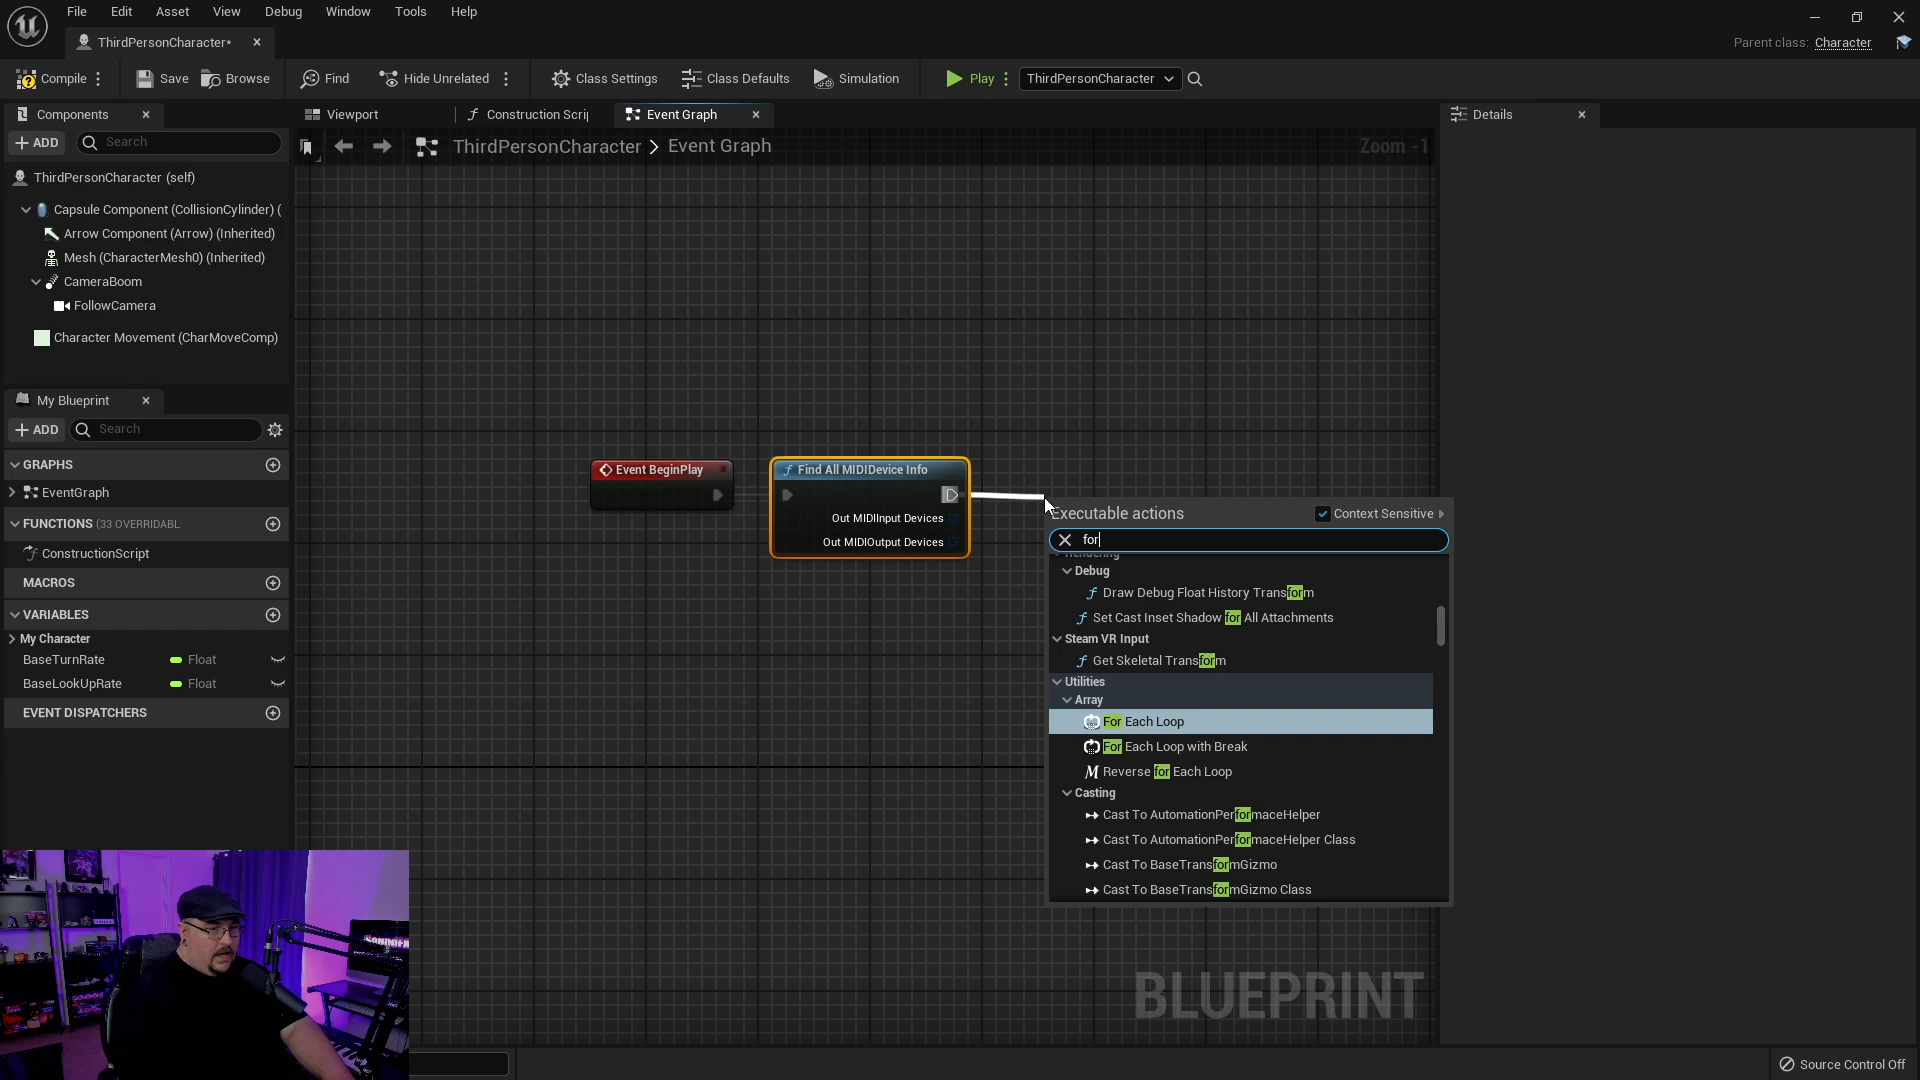 File Edit Asset View Debug Window Tools Help
ThirdPersonCharacter*
Parent class: Character
Compile Save Browse Find Hide Unrelated Class Settings Class Defaults Simulation Play ThirdPersonCharacter
Components
Viewport Construction Scrip Event Graph
Details
ADD Search
ThirdPersonCharacter > Event Graph
Zoom -1
ThirdPersonCharacter (self)
Capsule Component (CollisionCylinder) (
Arrow Component (Arrow) (Inherited)
Mesh (CharacterMesh0) (Inherited)
CameraBoom
FollowCamera
Character Movement (CharMoveComp)
My Blueprint
ADD Search
GRAPHS
EventGraph
FUNCTIONS (33 OVERRIDABL
ConstructionScript
MACROS
VARIABLES
My Character
BaseTurnRate Float
BaseLookUpRate Float
EVENT DISPATCHERS
Event BeginPlay
Find All MIDIDevice Info
Out MIDIInput Devices
Out MIDIOutput Devices
Executable actions Context Sensitive
for
Rendering
Debug
Draw Debug Float History Transform
Set Cast Inset Shadow for All Attachments
Steam VR Input
Get Skeletal Transform
Utilities
Array
For Each Loop
For Each Loop with Break
Reverse for Each Loop
Casting
Cast To AutomationPerformaceHelper
Cast To AutomationPerformaceHelper Class
Cast To BaseTransformGizmo
Cast To BaseTransformGizmo Class
BLUEPRINT
Source Control Off